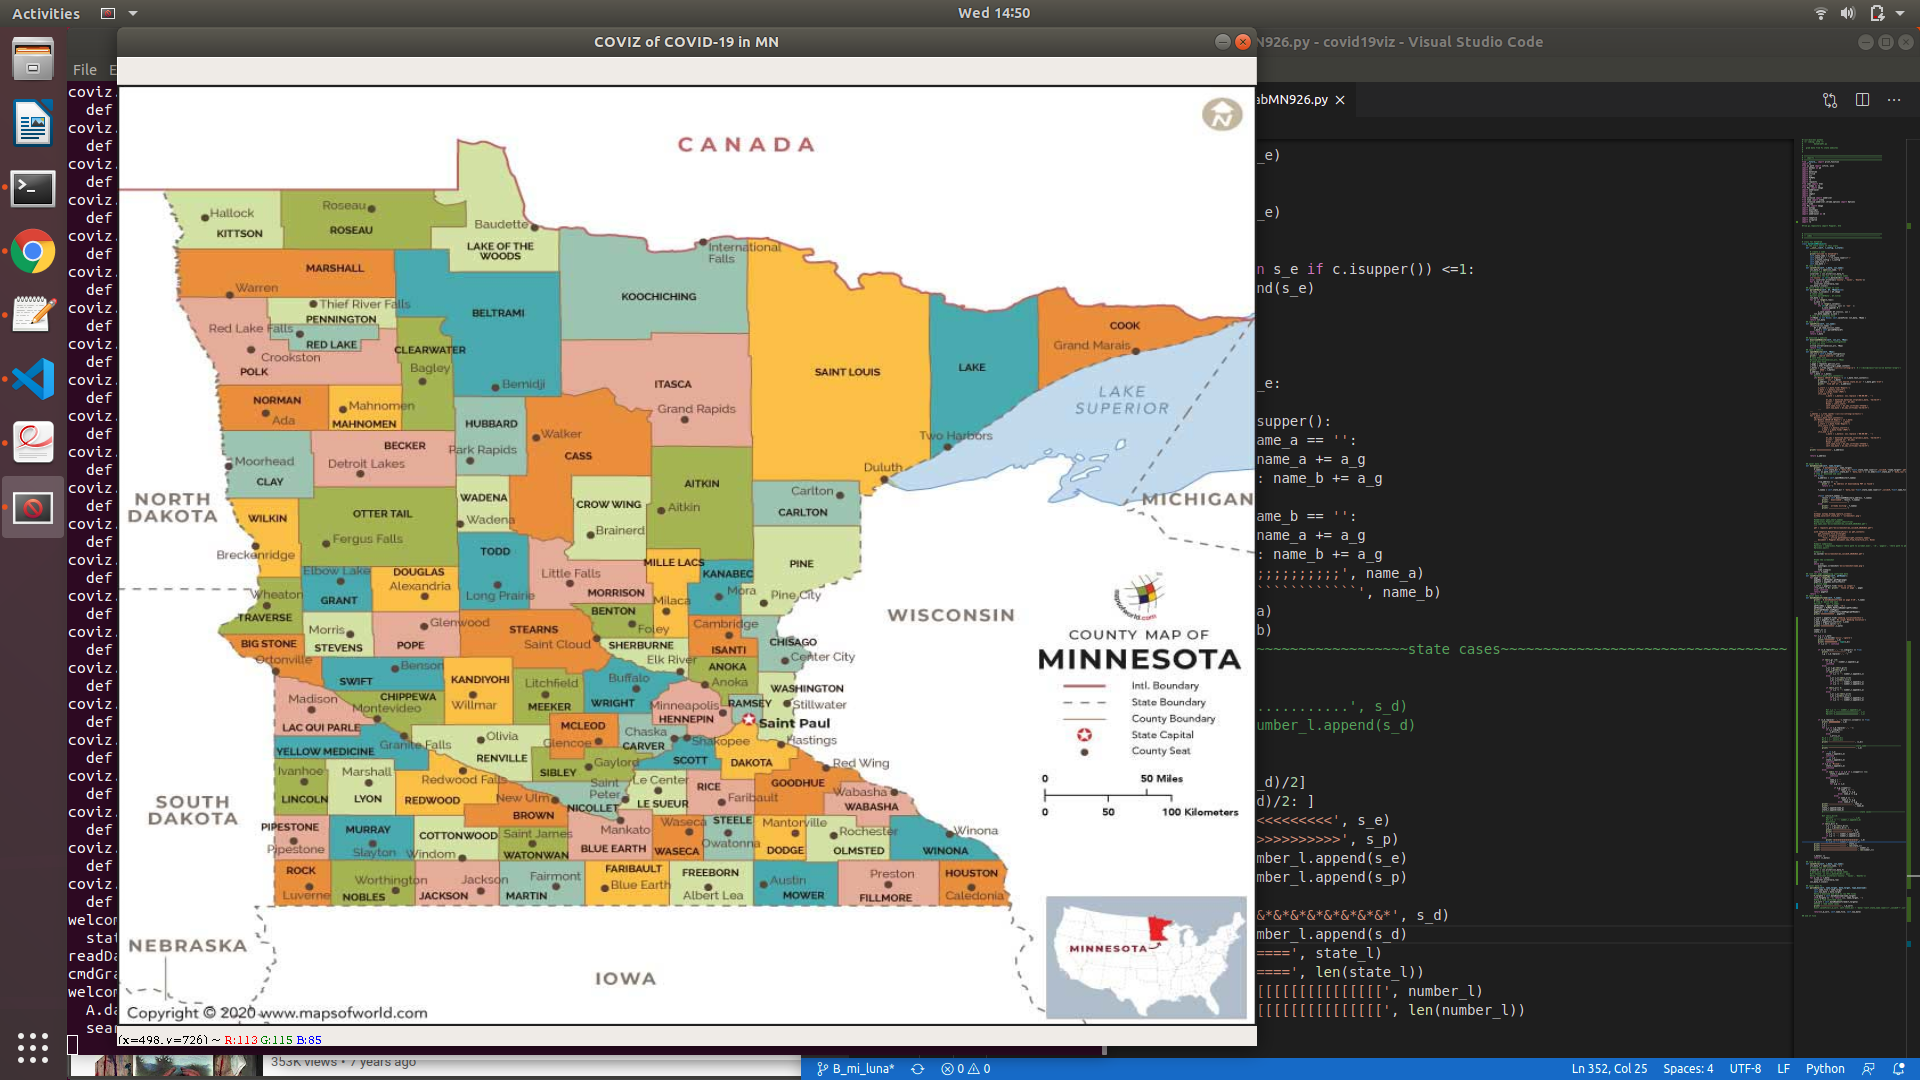 Activities
Wed 14:50
COVIZ of COVID-19 in MN
N926.py - covid19viz - Visual Studio Code
File E
abMN926.py
coviz.
def
coviz.
def
coviz.
def
coviz.
def
coviz.
def
coviz.
def
coviz.
def
coviz.
def
coviz.
def
coviz.
def
coviz.
def
coviz.
def
coviz.
def
coviz.
def
coviz.
def
coviz.
def
coviz.
def
coviz.
def
coviz.
def
coviz.
def
coviz.
def
coviz.
def
coviz.
def
welcom
stat
readDa
cmdGra
welcom
A.da
sear
CANADA
N
Hallock
KITTSON
Roseau
ROSEAU
Baudette
LAKE OF THE
WOODS
International
Falls
MARSHALL
Warren
KOOCHICHING
Thief River Falls
PENNINGTON
BELTRAMI
Red Lake Falls
RED LAKE
CLEARWATER
COOK
Grand Marais
Crookston
POLK
Bagley
Bemidji
SAINT LOUIS
LAKE
ITASCA
Grand Rapids
LAKE
SUPERIOR
NORMAN
Ada
Mahnomen
MAHNOMEN
HUBBARD
Park Rapids
Walker
CASS
Two Harbors
BECKER
Detroit Lakes
Moorhead
CLAY
Duluth
NORTH
DAKOTA
MICHIGAN
WADENA
Wadena
CROW WING
Brainerd
AITKIN
Aitkin
Carlton
CARLTON
WILKIN
Breckenridge
OTTER TAIL
Fergus Falls
TODD
Long Prairie
Little Falls
MORRISON
MILLE LACS
Milaca
KANABEC
Mora
PINE
Pine City
Elbow Lake
GRANT
DOUGLAS
Alexandria
Wheaton
TRAVERSE
BENTON
Foley
WISCONSIN
mapsofworld.com
Morris
STEVENS
Glenwood
POPE
STEARNS
Saint Cloud
SHERBURNE
Elk River
Cambridge
ISANTI
CHISAGO
Center City
BIG STONE
Ortonville
COUNTY MAP OF
MINNESOTA
Benson
SWIFT
KANDIYOHI
Willmar
Litchfield
MEEKER
Buffalo
WRIGHT
ANOKA
Anoka
WASHINGTON
Stillwater
Intl. Boundary
State Boundary
County Boundary
State Capital
County Seat
Madison
LAC QUI PARLE
CHIPPEWA
Montevideo
Minneapolis
HENNEPIN
RAMSEY
Saint Paul
MCLEOD
Glencoe
Chaska
CARVER
Shakopee
SCOTT
Hastings
DAKOTA
YELLOW MEDICINE
Granite Falls
Olivia
RENVILLE
Gaylord
SIBLEY
Red Wing
GOODHUE
0 50 Miles
0 50 100 Kilometers
Ivanhoe
LINCOLN
Marshall
LYON
Redwood Falls
REDWOOD
New Ulm
BROWN
Saint
Peter
NICOLLET
Le Center
LE SUEUR
RICE
Faribault
Wabasha
WABASHA
SOUTH
DAKOTA
PIPESTONE
Pipestone
MURRAY
Slayton
COTTONWOOD
Windom
Saint James
WATONWAN
Mankato
BLUE EARTH
Waseca
WASECA
STEELE
Owatonna
Mantorville
DODGE
Rochester
OLMSTED
Winona
WINONA
ROCK
Luverne
Worthington
NOBLES
Jackson
JACKSON
Fairmont
MARTIN
FARIBAULT
Blue Earth
FREEBORN
Albert Lea
Austin
MOWER
Preston
FILLMORE
HOUSTON
Caledonia
NEBRASKA
IOWA
MINNESOTA
Copyright © 2020 www.mapsofworld.com
(x=498, y=726) ~ R:113 G:115 B:85
353K views • 7 years ago
_e)
_e)
n s_e if c.isupper()) <=1:
nd(s_e)
_e:
supper():
name_a == '':
name_a += a_g
: name_b += a_g
ame_b == '':
name_a += a_g
: name_b += a_g
;;;;;;;;;;', name_a)
````````````', name_b)
a)
b)
~~~~~~~~~~~~~~~~~~state cases~~~~~~~~~~~~~~~~~~~~~~~~~~~~~~~~~~
...........', s_d)
umber_l.append(s_d)
_d)/2]
d)/2: ]
<<<<<<<<<', s_e)
>>>>>>>>>>', s_p)
mber_l.append(s_e)
mber_l.append(s_p)
&*&*&*&*&*&*&*&*', s_d)
mber_l.append(s_d)
====', state_l)
====', len(state_l))
[[[[[[[[[[[[[[[', number_l)
[[[[[[[[[[[[[[[', len(number_l))
B_mi_luna* 0 0
Ln 352, Col 25 Spaces: 4 UTF-8 LF Python